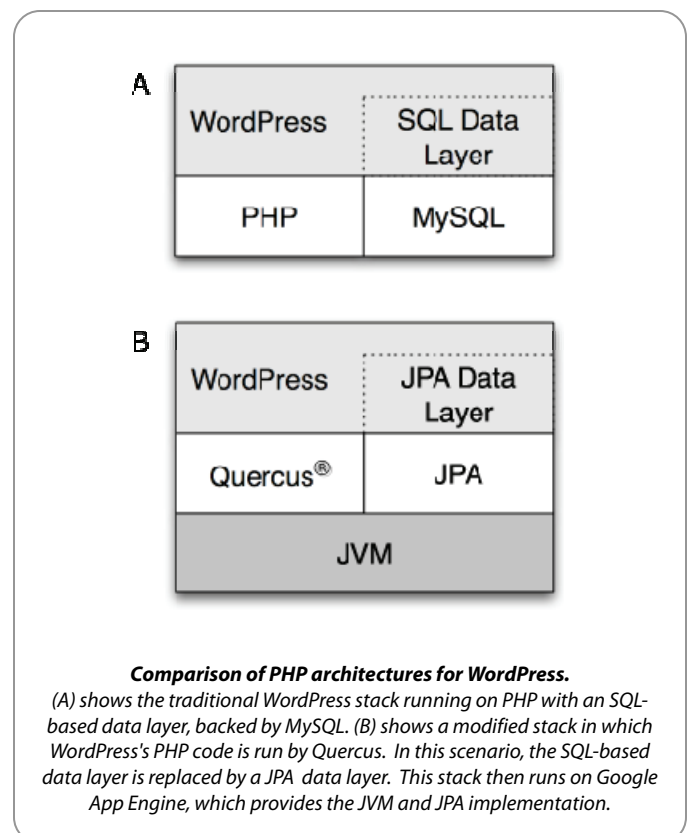 A
WordPress
SQL Data
Layer
PHP
MySQL
B
WordPress
JPA Data
Layer
Quercus®
JPA
JVM
Comparison of PHP architectures for WordPress.
(A) shows the traditional WordPress stack running on PHP with an SQL-
based data layer, backed by MySQL. (B) shows a modified stack in which
WordPress's PHP code is run by Quercus. In this scenario, the SQL-based
data layer is replaced by a JPA data layer. This stack then runs on Google
App Engine, which provides the JVM and JPA implementation.